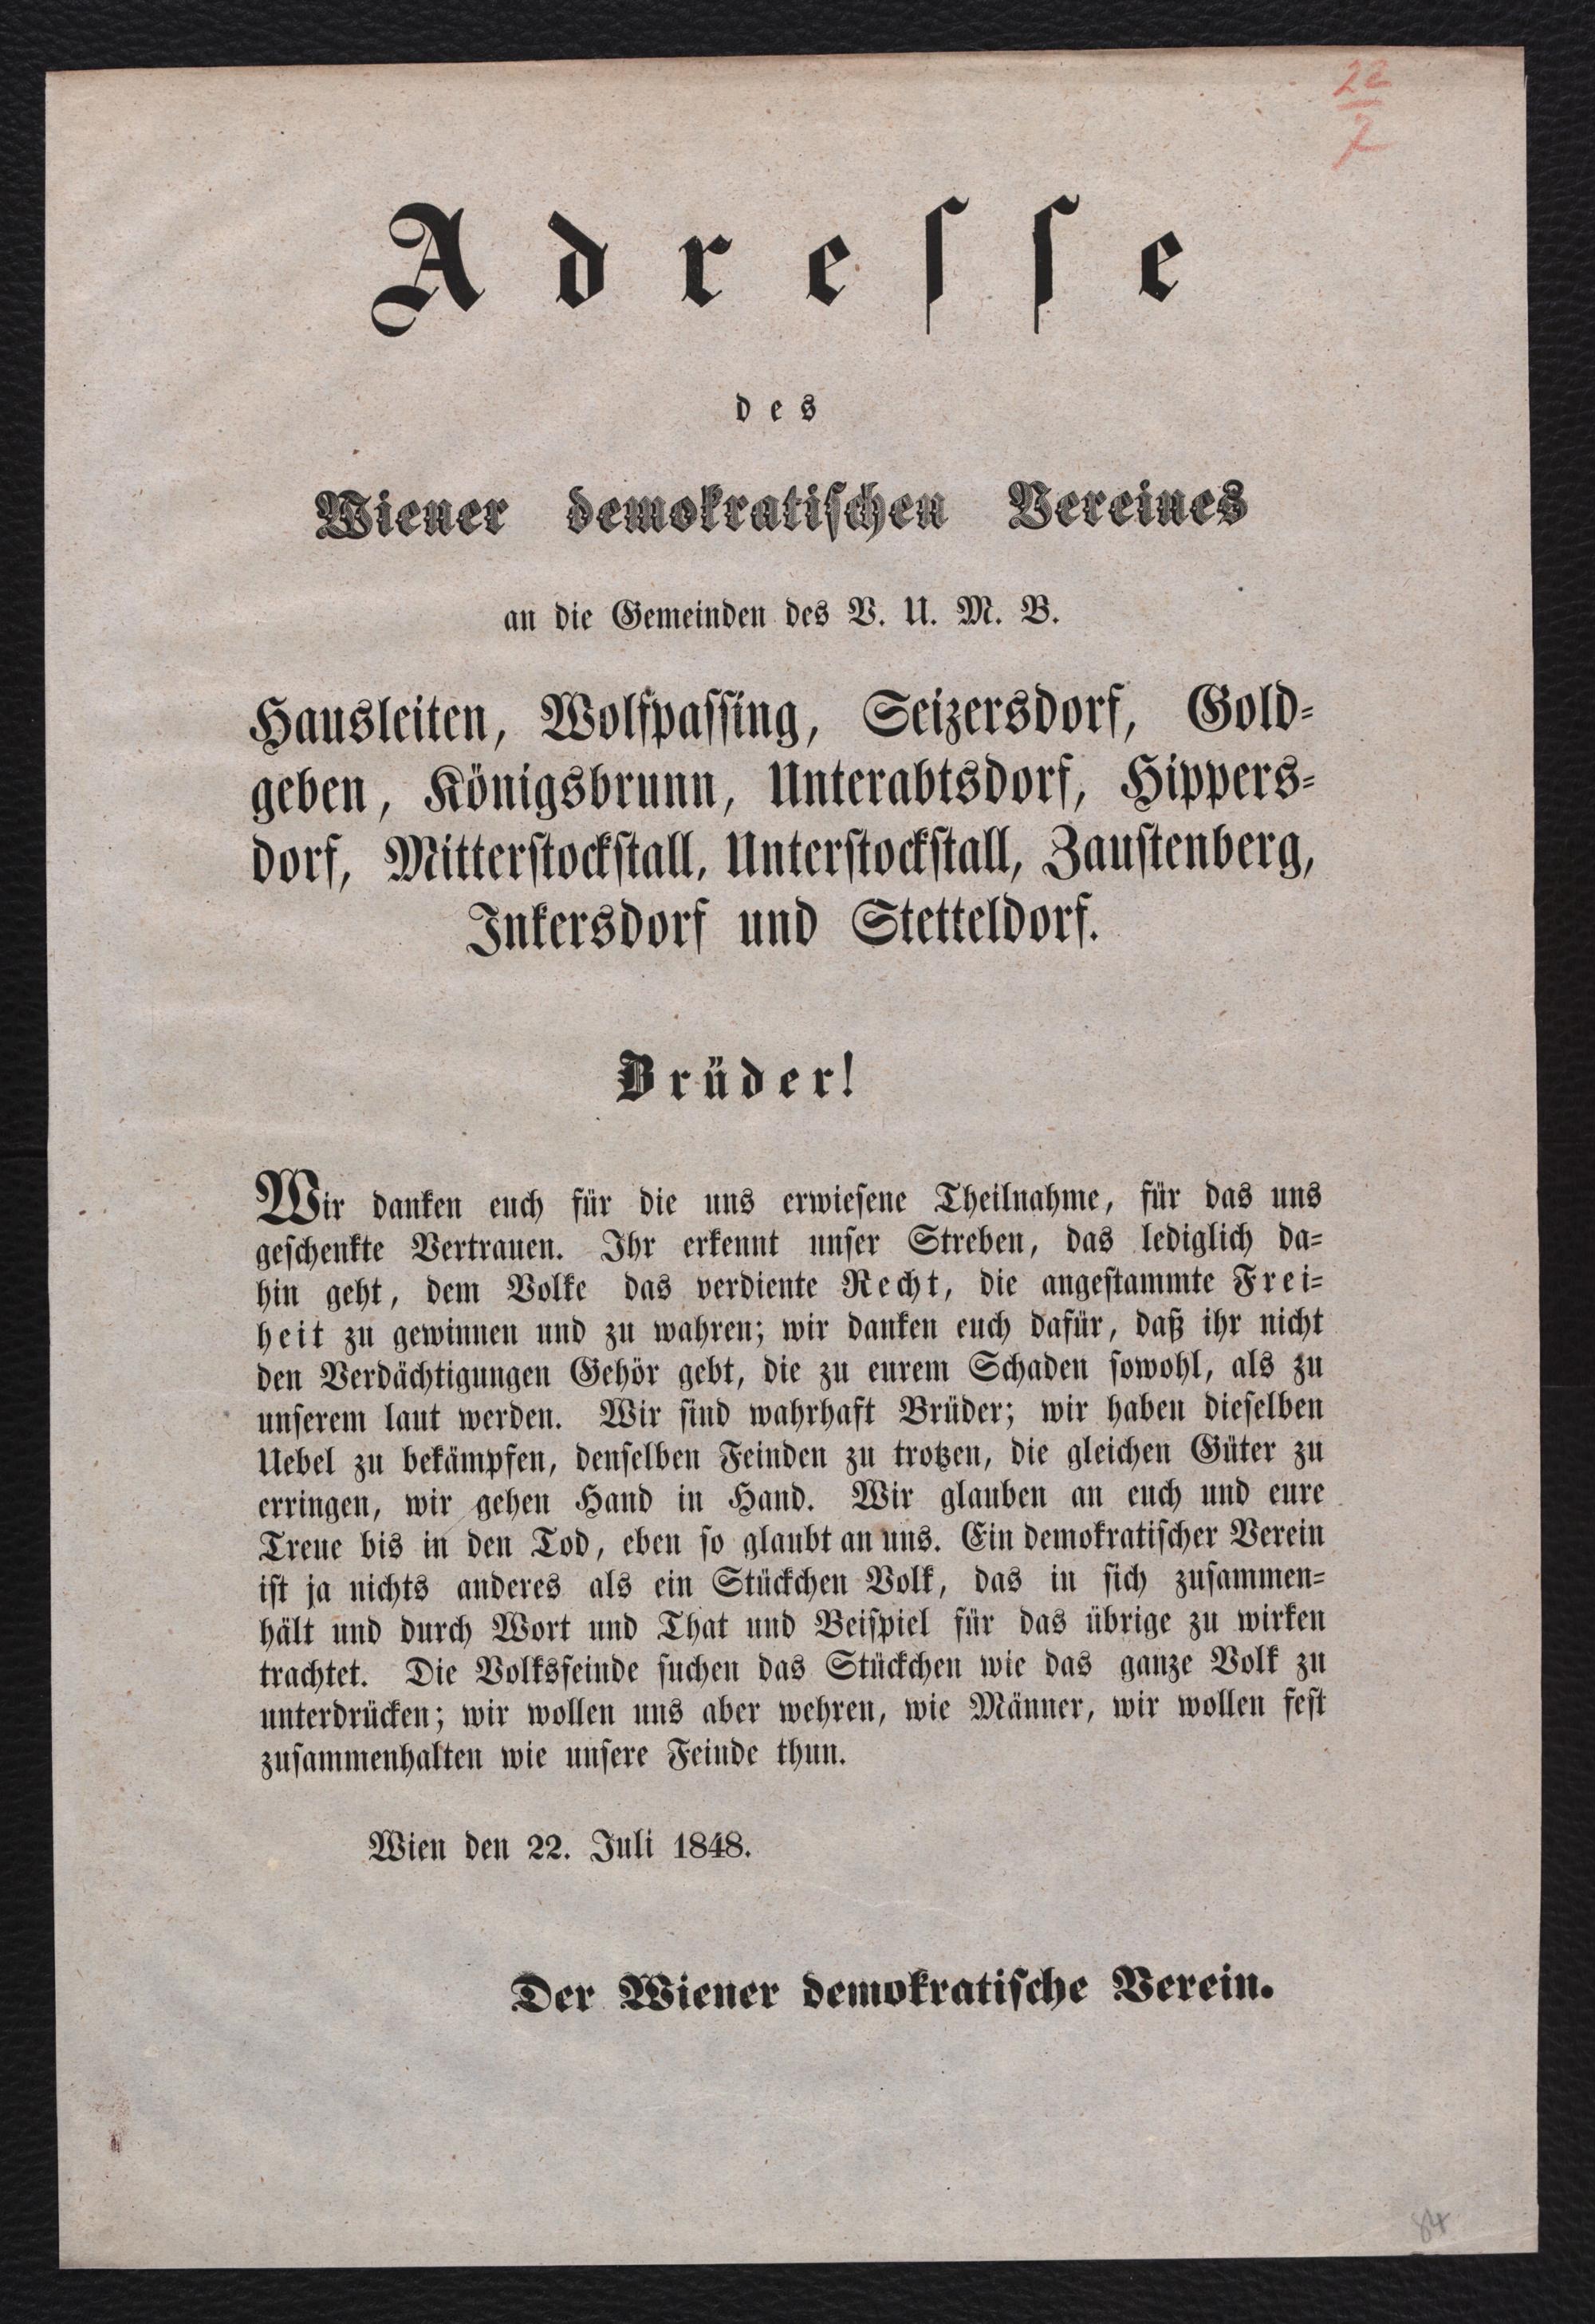 22
7
Adresse
des
Wiener demokratischen Vereines
an die Gemeinden des V. U. M. B.
Hausleiten, Wolfpassing, Seizersdorf, Gold-
geben, Königsbrunn, Unterabtsdorf, Hippers-
dorf, Mitterstockstall, Unterstockstall, Zaustenberg,
Inkersdorf und Stetteldorf.
Brüder!
Wir danken euch für die uns erwiesene Theilnahme, für das uns
geschenkte Vertrauen. Ihr erkennt unser Streben, das lediglich da-
hin geht, dem Volke das verdiente Recht, die angestammte Frei-
heit zu gewinnen und zu wahren; wir danken euch dafür, daß ihr nicht
den Verdächtigungen Gehör gebt, die zu eurem Schaden sowohl, als zu
unserem laut werden. Wir sind wahrhaft Brüder; wir haben dieselben
Uebel zu bekämpfen, denselben Feinden zu trotzen, die gleichen Güter zu
erringen, wir gehen Hand in Hand. Wir glauben an euch und eure
Treue bis in den Tod, eben so glaubt an uns. Ein demokratischer Verein
ist ja nichts anderes als ein Stückchen Volk, das in sich zusammen-
hält und durch Wort und That und Beispiel für das übrige zu wirken
trachtet. Die Volksfeinde suchen das Stückchen wie das ganze Volk zu
unterdrücken; wir wollen uns aber wehren, wie Männer, wir wollen fest
zusammenhalten wie unsere Feinde thun.
Wien den 22. Juli 1848.
Der Wiener demokratische Verein.
84